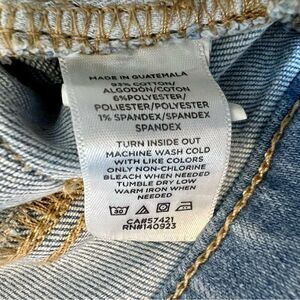 MADE IN GUATEMALA
93% COTTON/
ALGODÓN/COTON
6%POLYESTER/
POLIESTER/POLYESTER
1% SPANDEX/SPANDEX
SPANDEX
TURN INSIDE OUT
MACHINE WASH COLD
WITH LIKE COLORS
ONLY NON-CHLORINE
BLEACH WHEN NEEDED
TUMBLE DRY LOW
WARM IRON WHEN
NEEDED
30
CA#57421
RN#140923